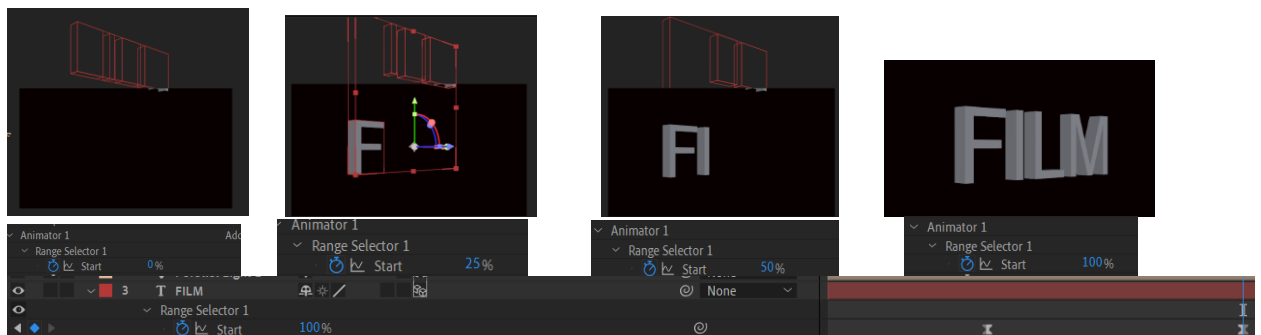 F
FI
FILM
Animator 1
Add
Range Selector 1
Start 0%
Animator 1
Range Selector 1
Start 25%
Animator 1
Range Selector 1
Start 50%
Animator 1
Range Selector 1
Start 100%
3 T FILM None
Range Selector 1
Start 100%